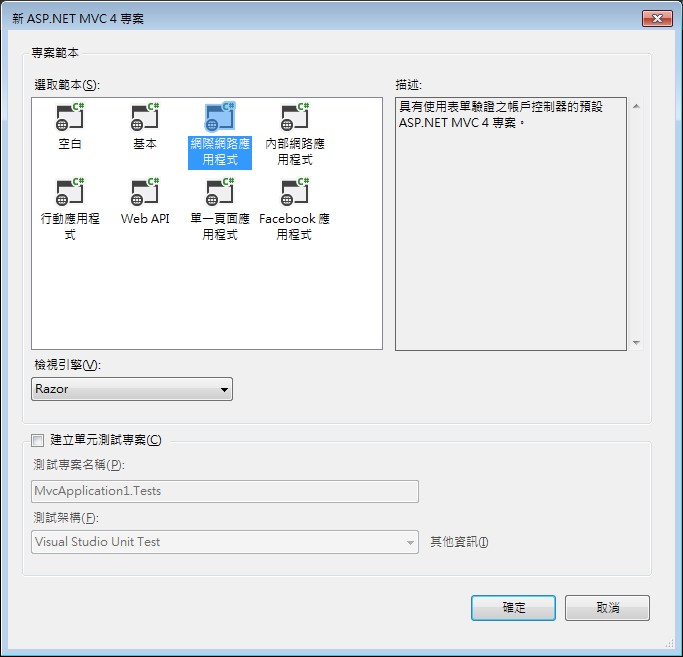 新 ASP.NET MVC 4 專案
專案範本
選取範本(S):
描述:
C#
C#
C#
C#
空白
基本
網際網路應
用程式
內部網路應
用程式
具有使用表單驗證之帳戶控制器的預設
ASP.NET MVC 4 專案。
C#
C#
C#
C#
行動應用程
式
Web API
單一頁面應
用程式
Facebook 應
用程式
檢視引擎(V):
Razor
建立單元測試專案(C)
測試專案名稱(P):
MvcApplication1.Tests
測試架構(F):
Visual Studio Unit Test
其他資訊(I)
確定
取消